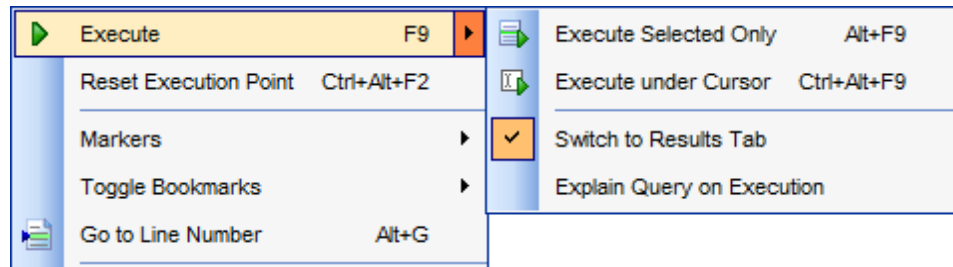 Execute F9
Reset Execution Point Ctrl+Alt+F2
Markers
Toggle Bookmarks
Go to Line Number Alt+G
Execute Selected Only Alt+F9
Execute under Cursor Ctrl+Alt+F9
Switch to Results Tab
Explain Query on Execution